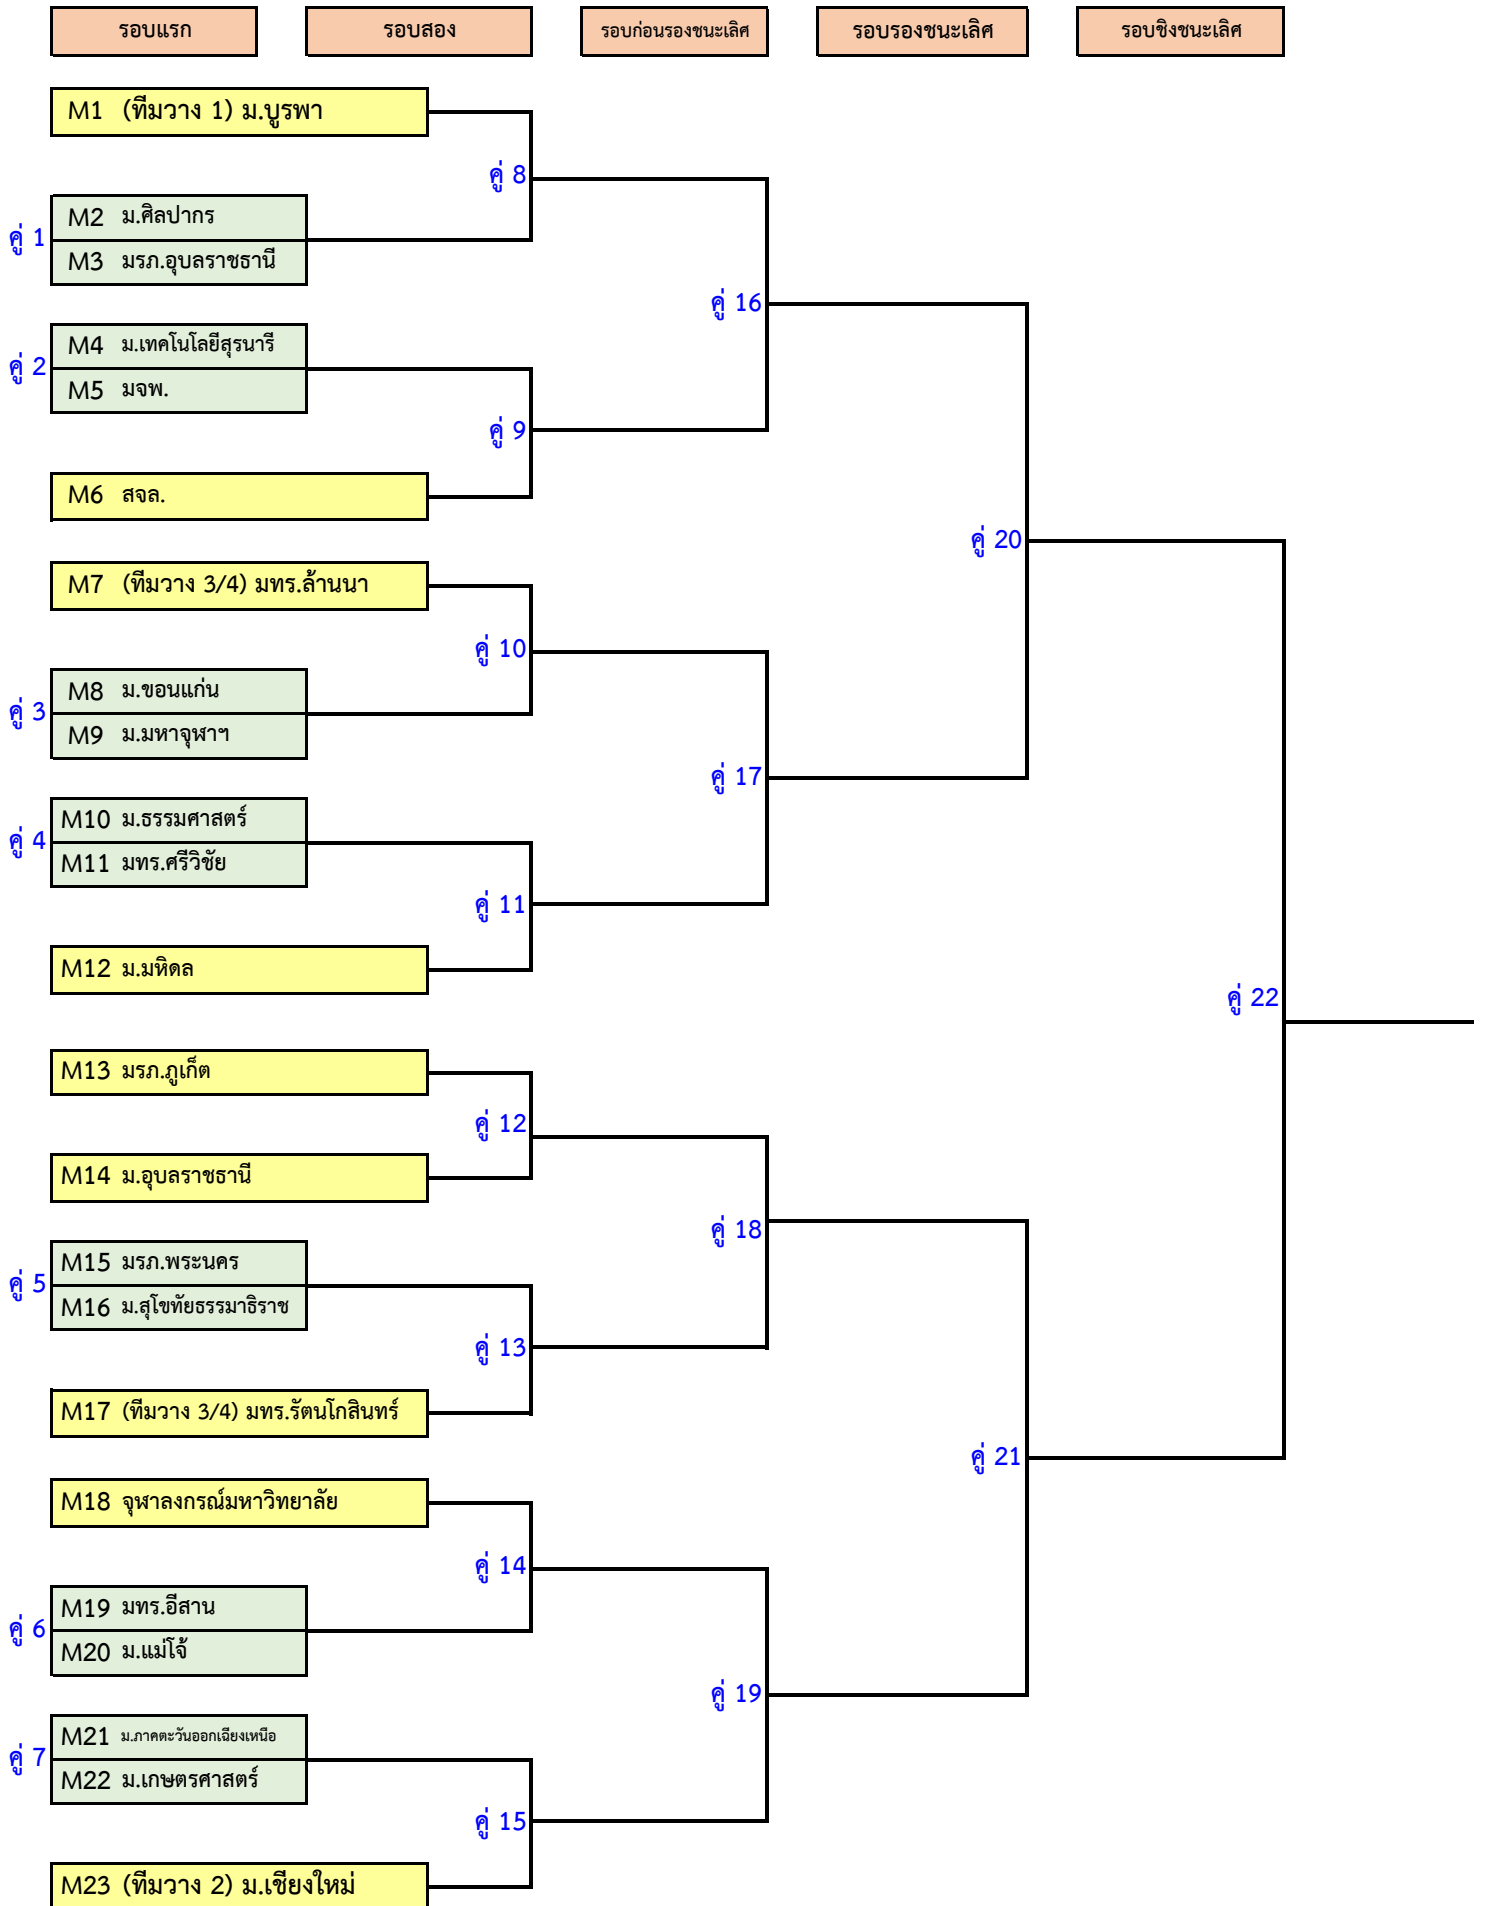 รอบแรก รอบสอง รอบก่อนรองชนะเลิศ รอบรองชนะเลิศ รอบชิงชนะเลิศ
M1 (ทีมวาง 1) ม.บูรพา
คู่ 8
M2 ม.ศิลปากร
คู่ 1
M3 มรภ.อุบลราชธานี
คู่ 16
M4 ม.เทคโนโลยีสุรนารี
คู่ 2
M5 มจพ.
คู่ 9
M6 สจล.
คู่ 20
M7 (ทีมวาง 3/4) มทร.ล้านนา
คู่ 10
M8 ม.ขอนแก่น
คู่ 3
M9 ม.มหาจุฬาฯ
คู่ 17
M10 ม.ธรรมศาสตร์
คู่ 4
M11 มทร.ศรีวิชัย
คู่ 11
M12 ม.มหิดล
คู่ 22
M13 มรภ.ภูเก็ต
คู่ 12
M14 ม.อุบลราชธานี
คู่ 18
M15 มรภ.พระนคร
คู่ 5
M16 ม.สุโขทัยธรรมาธิราช
คู่ 13
M17 (ทีมวาง 3/4) มทร.รัตนโกสินทร์
คู่ 21
M18 จุฬาลงกรณ์มหาวิทยาลัย
คู่ 14
M19 มทร.อีสาน
คู่ 6
M20 ม.แม่โจ้
คู่ 19
M21 ม.ภาคตะวันออกเฉียงเหนือ
คู่ 7
M22 ม.เกษตรศาสตร์
คู่ 15
M23 (ทีมวาง 2) ม.เชียงใหม่